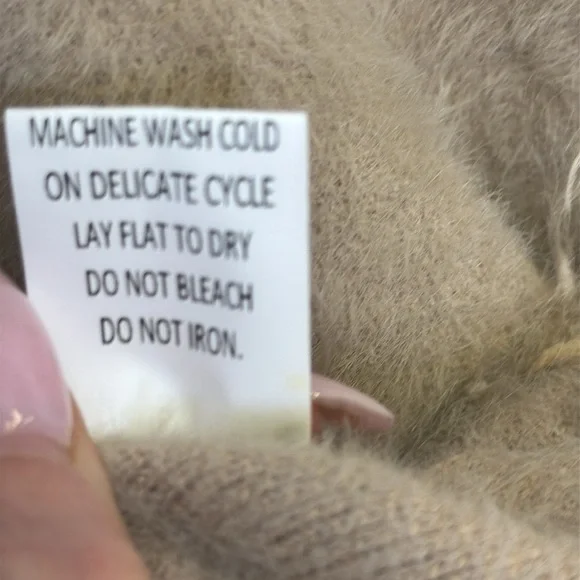 MACHINE WASH COLD
ON DELICATE CYCLE
LAY FLAT TO DRY
DO NOT BLEACH
DO NOT IRON.